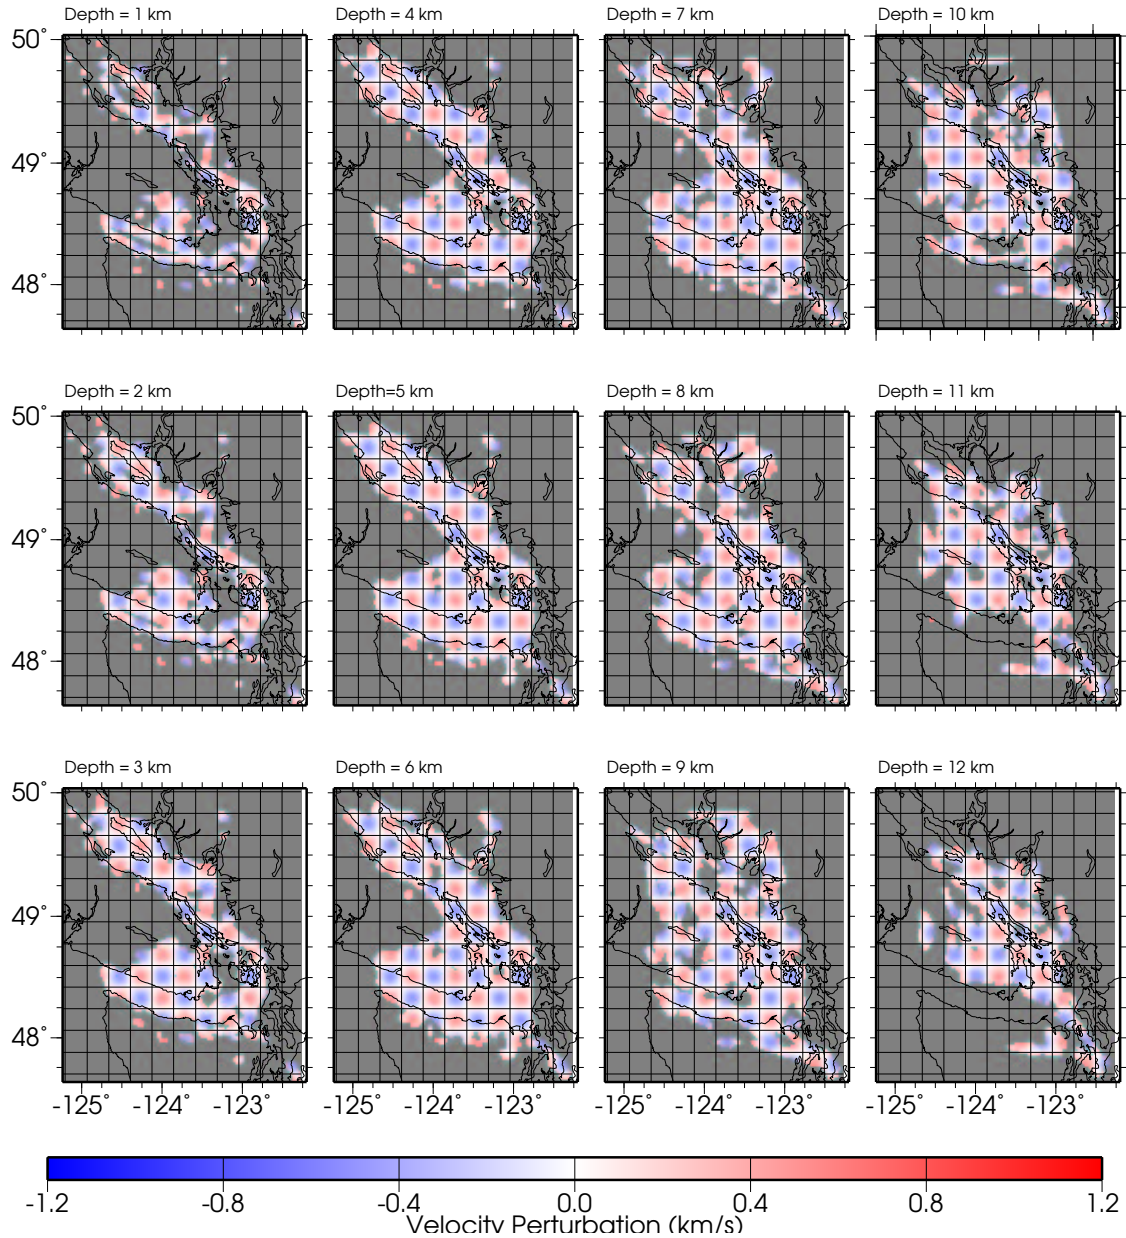 Depth = 1 km
Depth = 4 km
Depth = 7 km
Depth = 10 km
50°
49°
48°
Depth = 2 km
Depth=5 km
Depth = 8 km
Depth = 11 km
50°
49°
48°
Depth = 3 km
Depth = 6 km
Depth = 9 km
Depth = 12 km
50°
49°
48°
-125° -124° -123°
-124° -123°
-125° -124° -123°
-124° -123°
-1.2 -0.8 -0.4 0.0 0.4 0.8 1.2
Velocity Perturbation (km/s)